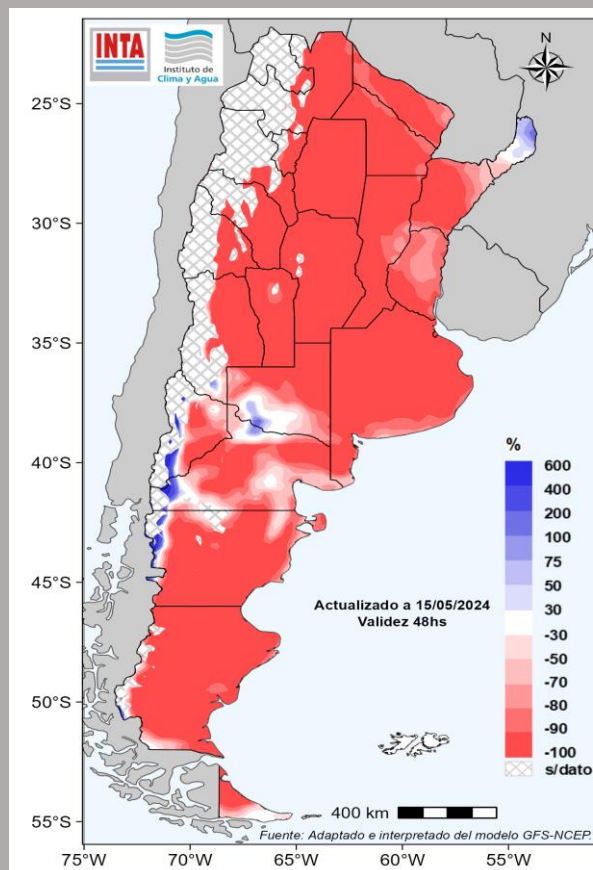 INTA
Instituto de
Clima y Agua
N
25°S
30°S
35°S
40°S
45°S
50°S
55°S
%
600
400
200
100
75
50
30
-30
-50
-70
-80
-90
-100
s/dato
Actualizado a 15/05/2024
Validez 48hs
400 km
Fuente: Adaptado e interpretado del modelo GFS-NCEP.
75°W
70°W
65°W
60°W
55°W